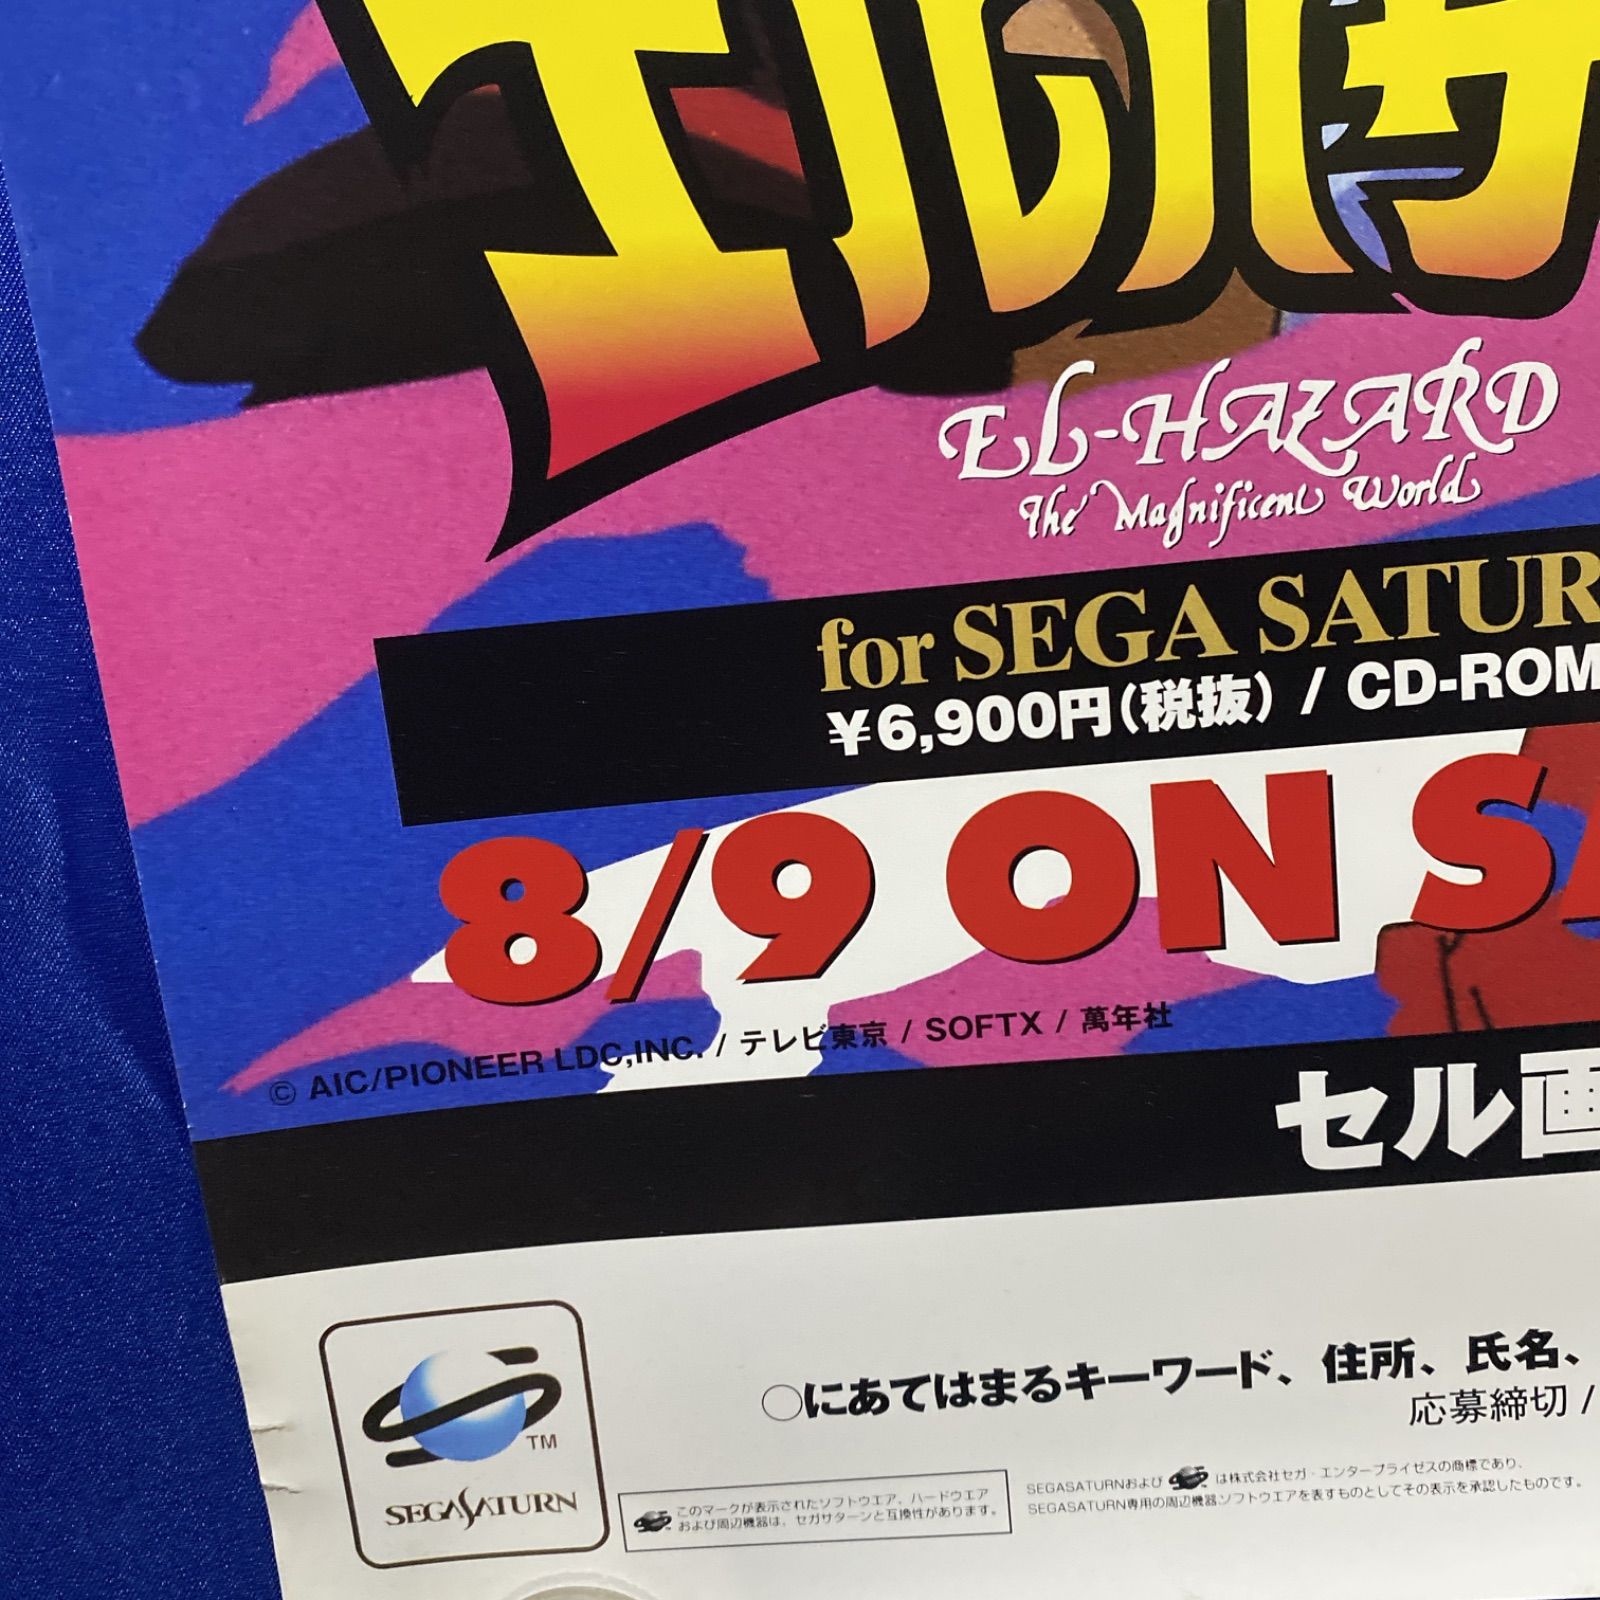 エルハザ
EL-HAZARD
The Magnificent World
for SEGA SATUR
¥6,900円(税抜) / CD-ROM
8/9 ON S
© AIC/PIONEER LDC,INC. / テレビ東京 / SOFTX / 萬年社
セル画
○にあてはまるキーワード、住所、氏名、
応募締切 /
TM
SEGA SATURN
このマークが表示されたソフトウエア、ハードウエア
および周辺機器は、セガサターンと互換性があります。
SEGASATURNおよび は株式会社セガ・エンタープライゼスの商標であり、
SEGASATURN専用の周辺機器ソフトウエアを表すものとしてその表示を承認したものです。